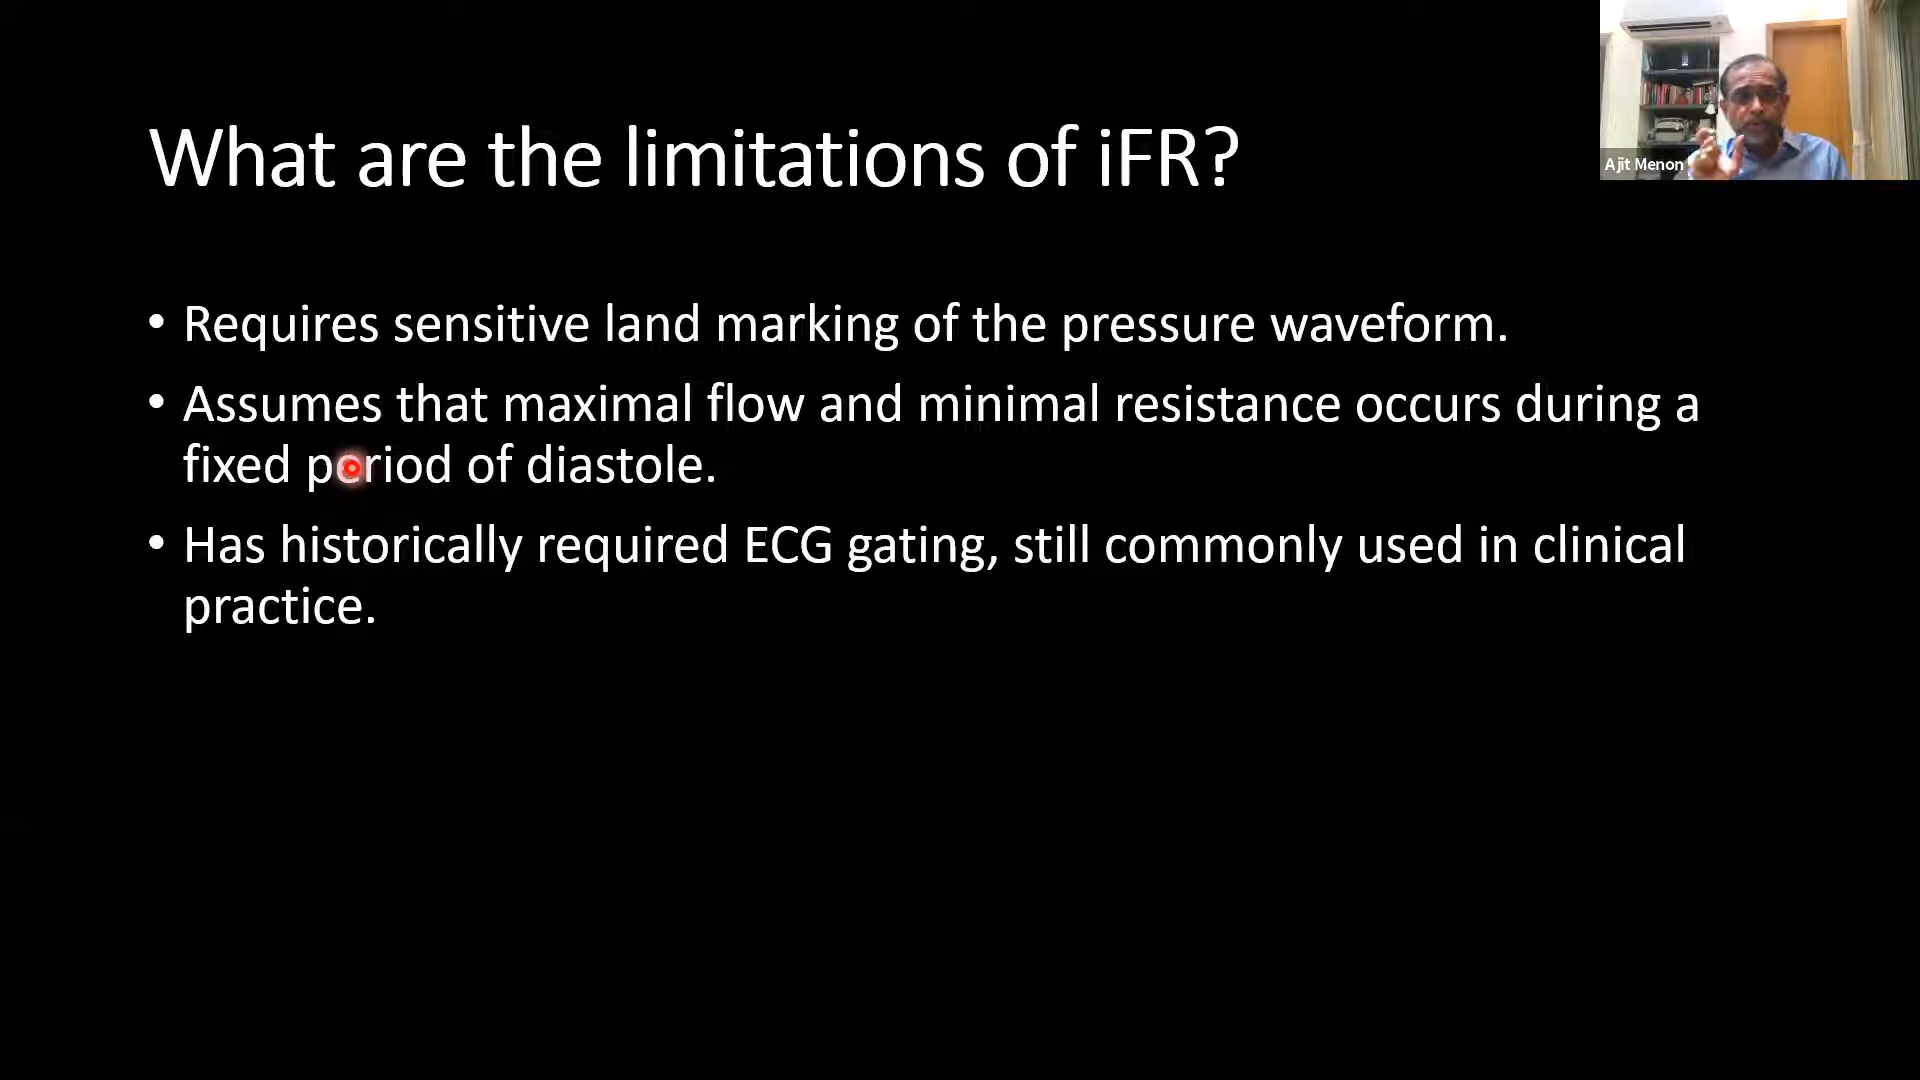 What are the limitations of iFR?
Ajit Menon
• Requires sensitive land marking of the pressure waveform.
• Assumes that maximal flow and minimal resistance occurs during a
fixed period of diastole.
• Has historically required ECG gating, still commonly used in clinical
practice.